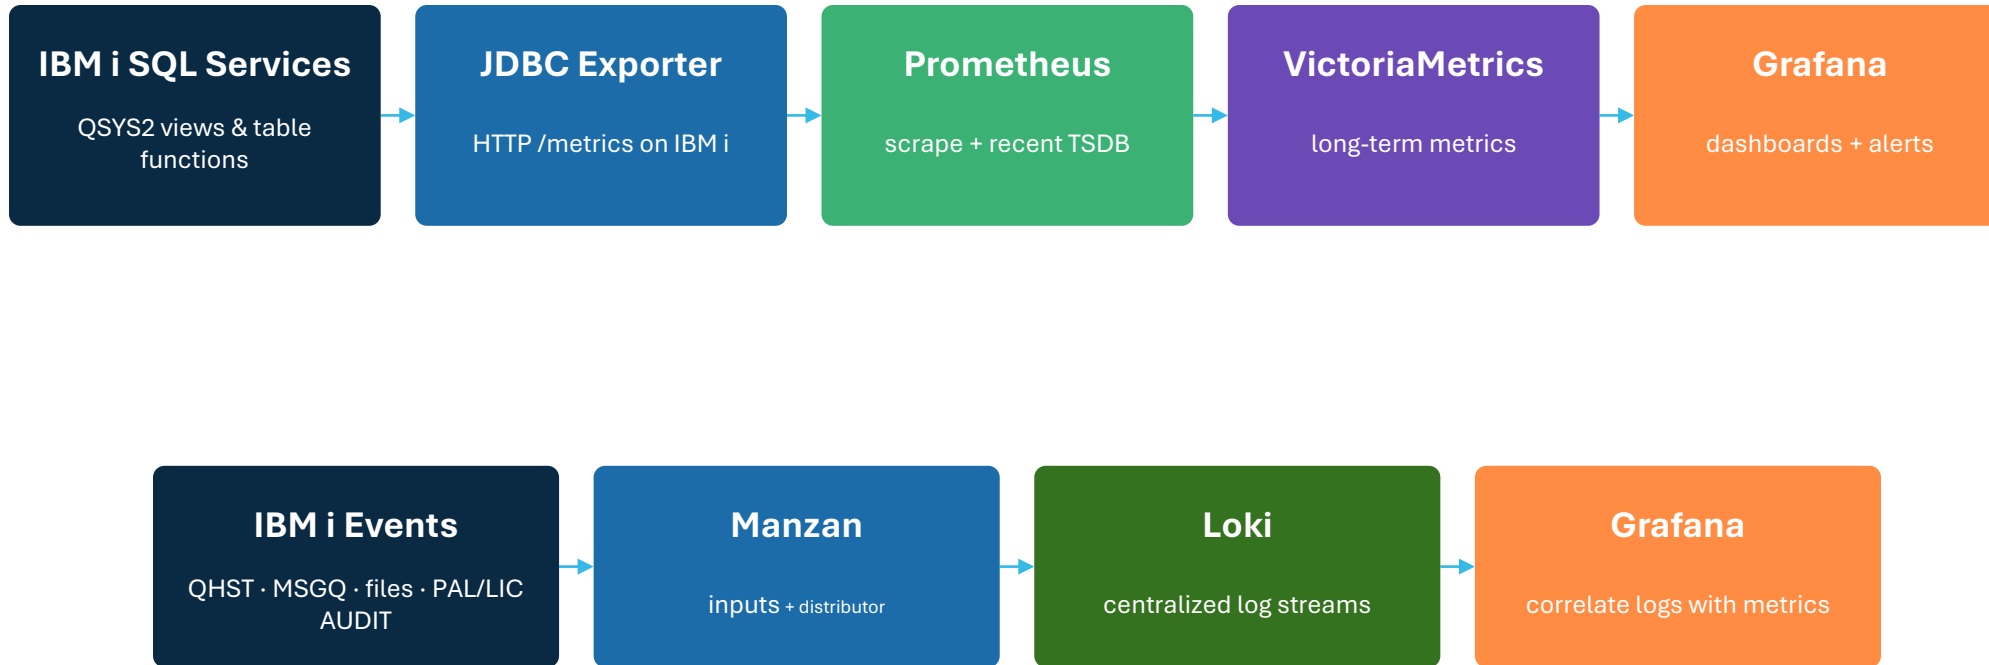 IBM i SQL Services
QSYS2 views & table
functions
JDBC Exporter
HTTP /metrics on IBM i
Prometheus
scrape + recent TSDB
VictoriaMetrics
long-term metrics
Grafana
dashboards + alerts
IBM i Events
QHST · MSGQ · files · PAL/LIC
AUDIT
Manzan
inputs + distributor
Loki
centralized log streams
Grafana
correlate logs with metrics